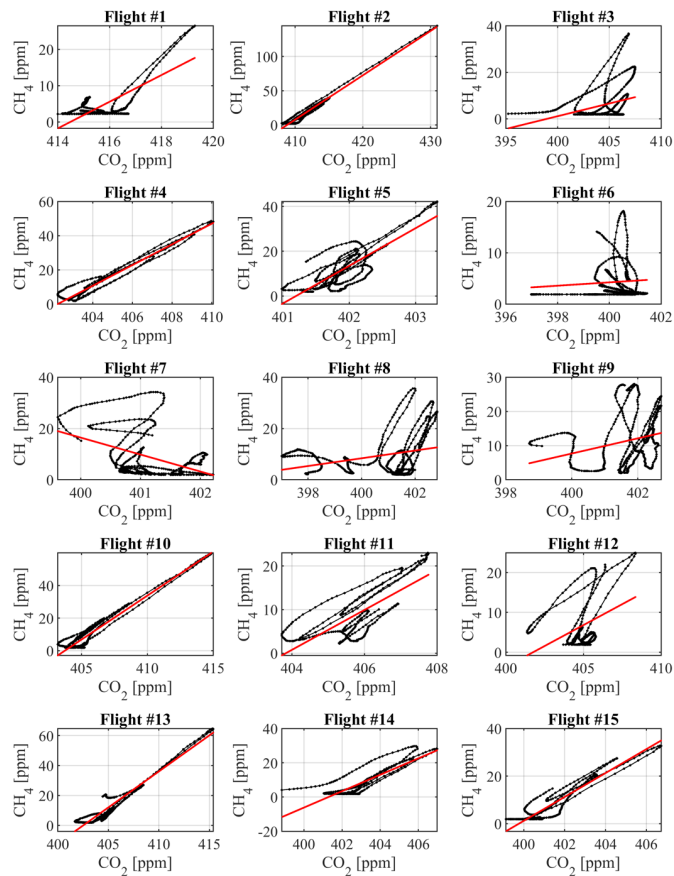 Flight #1
Flight #2
Flight #3
CH4 [ppm]
20
10
0
414
416
418
420
CO2 [ppm]
CH4 [ppm]
100
50
0
410
420
430
CO2 [ppm]
CH4 [ppm]
40
20
0
395
400
405
410
CO2 [ppm]
Flight #4
Flight #5
Flight #6
CH4 [ppm]
60
40
20
0
404
406
408
410
CO2 [ppm]
CH4 [ppm]
40
20
0
401
402
403
CO2 [ppm]
CH4 [ppm]
20
10
0
396
398
400
402
CO2 [ppm]
Flight #7
Flight #8
Flight #9
CH4 [ppm]
40
20
0
400
401
402
CO2 [ppm]
CH4 [ppm]
40
20
0
398
400
402
CO2 [ppm]
CH4 [ppm]
30
20
10
0
400
402
CO2 [ppm]
Flight #10
Flight #11
Flight #12
CH4 [ppm]
60
40
20
0
405
410
415
CO2 [ppm]
CH4 [ppm]
20
10
0
404
406
408
CO2 [ppm]
CH4 [ppm]
20
10
0
400
405
410
CO2 [ppm]
Flight #13
Flight #14
Flight #15
CH4 [ppm]
60
40
20
0
400
405
410
415
CO2 [ppm]
CH4 [ppm]
40
20
0
-20
400
402
404
406
CO2 [ppm]
CH4 [ppm]
40
20
0
400
402
404
406
CO2 [ppm]